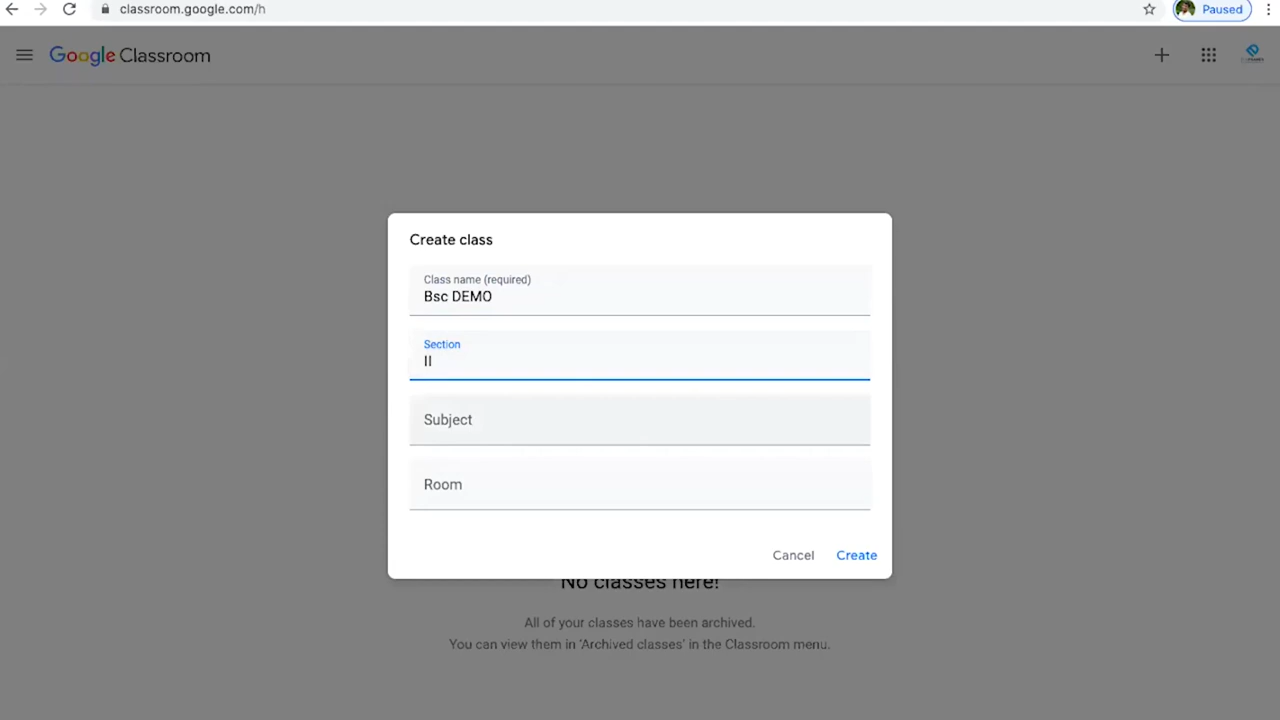 classroom.google.com/h
Paused
Google Classroom
Create class
Class name (required)
Bsc DEMO
Section
II
Subject
Room
Cancel
Create
No classes here!
All of your classes have been archived.
You can view them in 'Archived classes' in the Classroom menu.